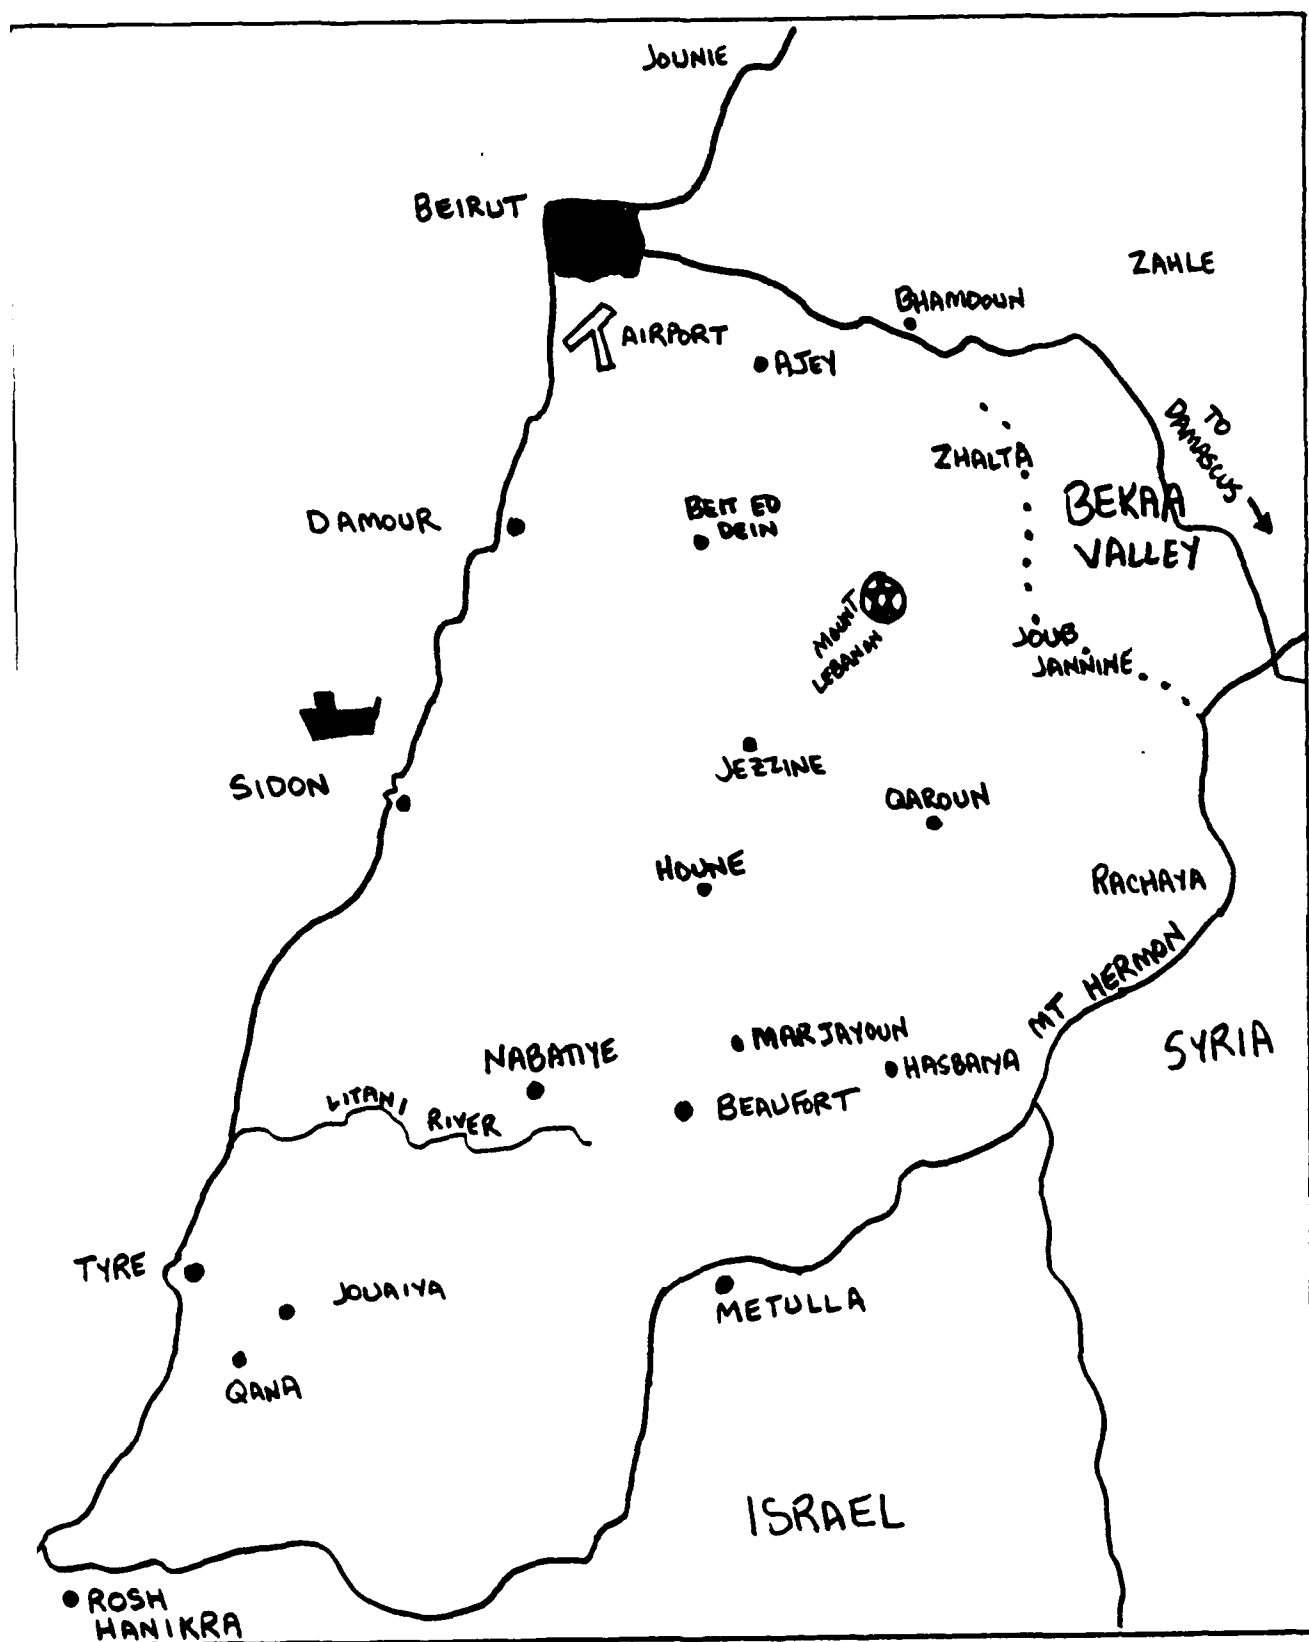 JOUNIE
BEIRUT
ZAHLE
BHAMDOUN
AIRPORT
AJEY
TO
DAMASCUS
ZHALTA
BEKAA
VALLEY
DAMOUR
BEIT ED
DEIN
MOUNT
LEBANON
JOUB
JANNINE
JEZZINE
SIDON
QAROUN
HOUNE
RACHAYA
MT HERMON
MARJAYOUN
SYRIA
NABATIYE
HASBAIYA
LITANI
RIVER
BEAUFORT
TYRE
JOUAIYA
METULLA
QANA
ISRAEL
ROSH
HANIKRA